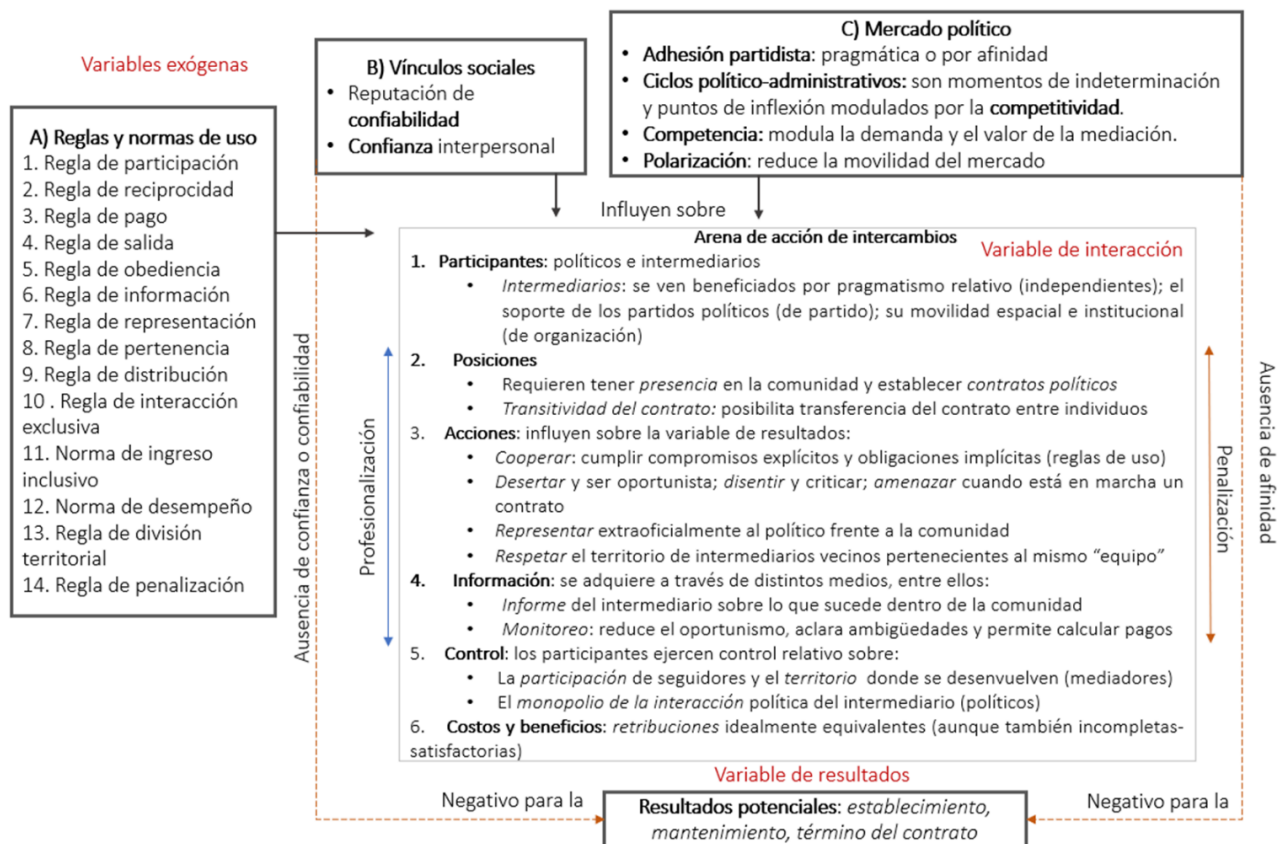 Variables exógenas
A) Reglas y normas de uso
1. Regla de participación
2. Regla de reciprocidad
3. Regla de pago
4. Regla de salida
5. Regla de obediencia
6. Regla de información
7. Regla de representación
8. Regla de pertenencia
9. Regla de distribución
10 . Regla de interacción
exclusiva
11. Norma de ingreso
inclusivo
12. Norma de desempeño
13. Regla de división
territorial
14. Regla de penalización
B) Vínculos sociales
• Reputación de
confiabilidad
• Confianza interpersonal
C) Mercado político
• Adhesión partidista: pragmática o por afinidad
• Ciclos político-administrativos: son momentos de indeterminación
y puntos de inflexión modulados por la competitividad.
• Competencia: modula la demanda y el valor de la mediación.
• Polarización: reduce la movilidad del mercado
Influyen sobre
Arena de acción de intercambios
Variable de interacción
1. Participantes: políticos e intermediarios
• Intermediarios: se ven beneficiados por pragmatismo relativo (independientes); el
soporte de los partidos políticos (de partido); su movilidad espacial e institucional
(de organización)
2. Posiciones
• Requieren tener presencia en la comunidad y establecer contratos políticos
• Transitividad del contrato: posibilita transferencia del contrato entre individuos
3. Acciones: influyen sobre la variable de resultados:
• Cooperar: cumplir compromisos explícitos y obligaciones implícitas (reglas de uso)
• Desertar y ser oportunista; disentir y criticar; amenazar cuando está en marcha un
contrato
• Representar extraoficialmente al político frente a la comunidad
• Respetar el territorio de intermediarios vecinos pertenecientes al mismo “equipo”
4. Información: se adquiere a través de distintos medios, entre ellos:
• Informe del intermediario sobre lo que sucede dentro de la comunidad
• Monitoreo: reduce el oportunismo, aclara ambigüedades y permite calcular pagos
5. Control: los participantes ejercen control relativo sobre:
• La participación de seguidores y el territorio donde se desenvuelven (mediadores)
• El monopolio de la interacción política del intermediario (políticos)
6. Costos y beneficios: retribuciones idealmente equivalentes (aunque también incompletas-
satisfactorias)
Ausencia de confianza o confiabilidad
Profesionalización
Penalización
Ausencia de afinidad
Variable de resultados
Negativo para la
Resultados potenciales: establecimiento,
mantenimiento, término del contrato
Negativo para la